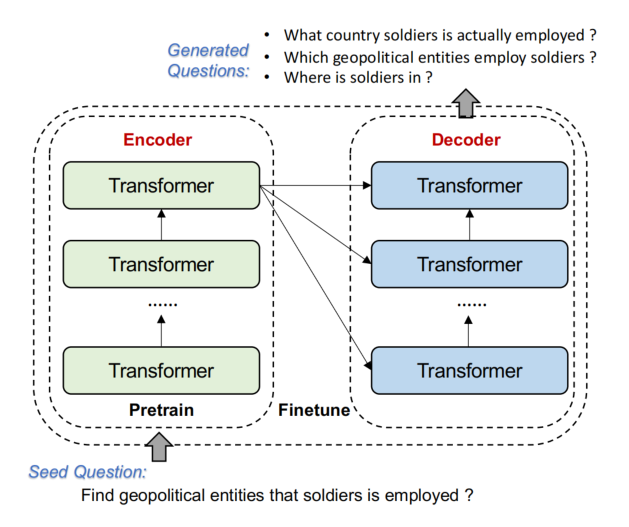 Generated
Questions:
• What country soldiers is actually employed ?
• Which geopolitical entities employ soldiers ?
• Where is soldiers in ?
Encoder
Decoder
Transformer
Transformer
Transformer
Transformer
......
......
Transformer
Transformer
Pretrain
Finetune
Seed Question:
Find geopolitical entities that soldiers is employed ?